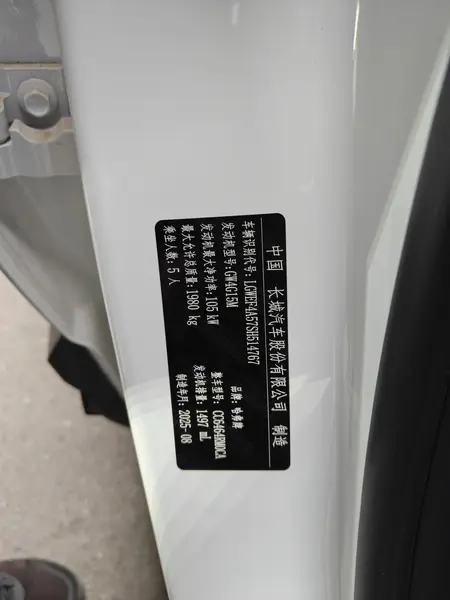 中国 长城汽车股份有限公司 制造
车辆识别代号: LGWEF4A57SH514767
品牌: 哈弗牌
发动机型号: GW4G15M
整车型号: CC6464RM0CA
发动机最大净功率: 105 kW
发动机排量: 1497 mL
最大允许总质量: 1980 kg
制造年月: 2025-08
乘坐人数: 5 人